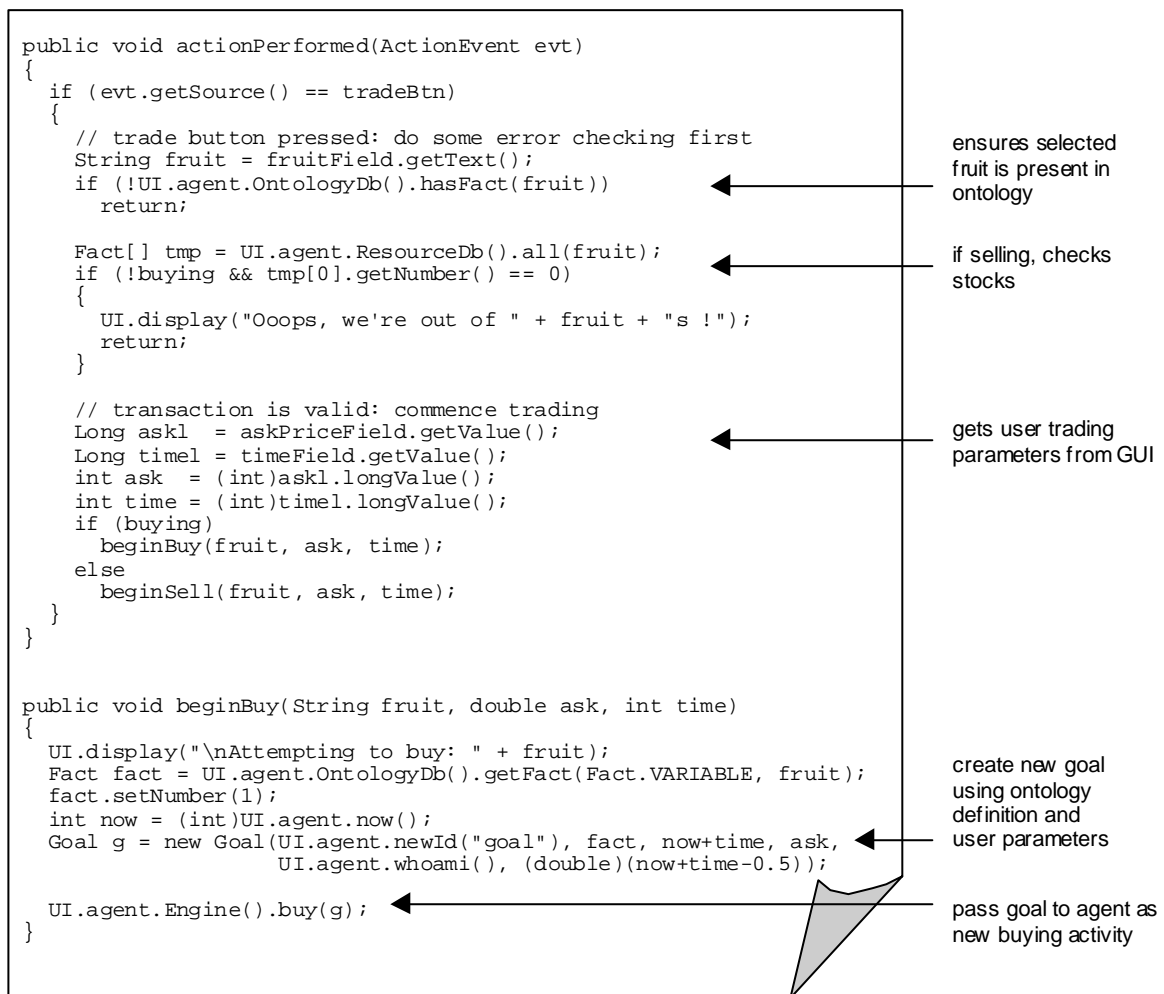 public void actionPerformed(ActionEvent evt)
{
if (evt.getSource() == tradeBtn)
{
// trade button pressed: do some error checking first
String fruit = fruitField.getText();
if (!UI.agent.OntologyDb().hasFact(fruit))
return;
ensures selected
fruit is present in
ontology
Fact[] tmp = UI.agent.ResourceDb().all(fruit);
if (!buying && tmp[0].getNumber() == 0)
{
UI.display("Ooops, we're out of " + fruit + "s !");
return;
}
if selling, checks
stocks
// transaction is valid: commence trading
Long askl = askPriceField.getValue();
Long timel = timeField.getValue();
int ask = (int)askl.longValue();
int time = (int)timel.longValue();
if (buying)
beginBuy(fruit, ask, time);
else
beginSell(fruit, ask, time);
}
}
gets user trading
parameters from GUI
public void beginBuy(String fruit, double ask, int time)
{
UI.display("\nAttempting to buy: " + fruit);
Fact fact = UI.agent.OntologyDb().getFact(Fact.VARIABLE, fruit);
fact.setNumber(1);
int now = (int)UI.agent.now();
Goal g = new Goal(UI.agent.newId("goal"), fact, now+time, ask,
UI.agent.whoami(), (double)(now+time-0.5));
create new goal
using ontology
definition and
user parameters
UI.agent.Engine().buy(g);
}
pass goal to agent as
new buying activity